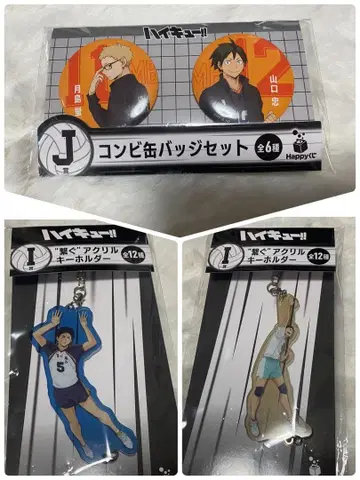 ハイキュー!!
月島 蛍
山口 忠
J賞
コンビ缶バッジセット 全6種
Happyくじ
ハイキュー!!
I賞
"繋ぐ"アクリル
キーホルダー 全12種
5
ハイキュー!!
I賞
"繋ぐ"アクリル
キーホルダー 全12種